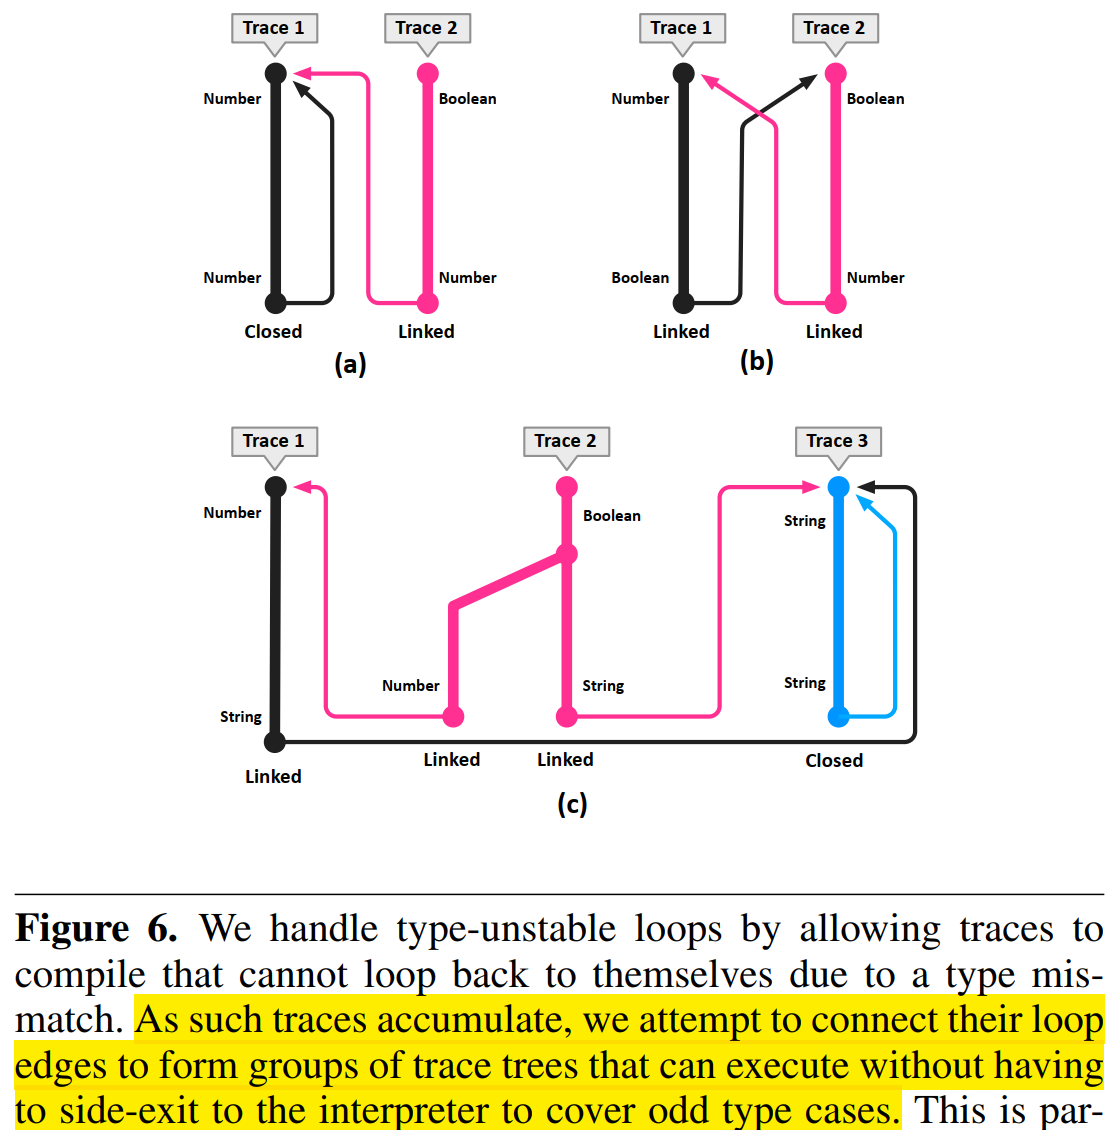 Trace 1 Trace 2 Trace 1 Trace 2
Number Boolean Number Boolean
Number Number Boolean Number
Closed Linked Linked Linked
(a) (b)
Trace 1 Trace 2 Trace 3
Number Boolean String
Number String String
String
Linked Linked Closed
Linked
(c)
Figure 6. We handle type-unstable loops by allowing traces to
compile that cannot loop back to themselves due to a type mis-
match. As such traces accumulate, we attempt to connect their loop
edges to form groups of trace trees that can execute without having
to side-exit to the interpreter to cover odd type cases. This is par-